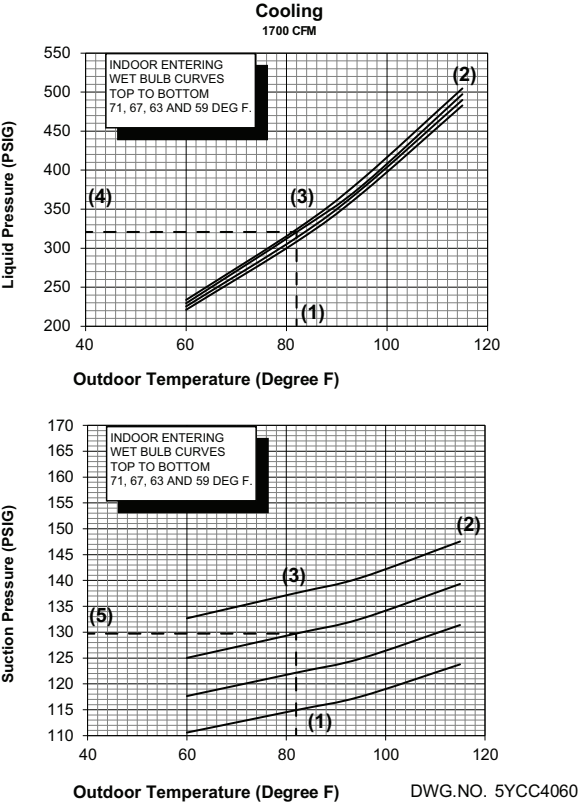 Cooling
1700 CFM
INDOOR ENTERING
WET BULB CURVES
TOP TO BOTTOM
71, 67, 63 AND 59 DEG F.
(2)
(3)
(4)
(1)
550
500
450
400
350
300
250
200
Liquid Pressure (PSIG)
40 60 80 100 120
Outdoor Temperature (Degree F)
INDOOR ENTERING
WET BULB CURVES
TOP TO BOTTOM
71, 67, 63 AND 59 DEG F.
(2)
(3)
(5)
(1)
170
165
160
155
150
145
140
135
130
125
120
115
110
Suction Pressure (PSIG)
40 60 80 100 120
Outdoor Temperature (Degree F)
DWG.NO. 5YCC4060